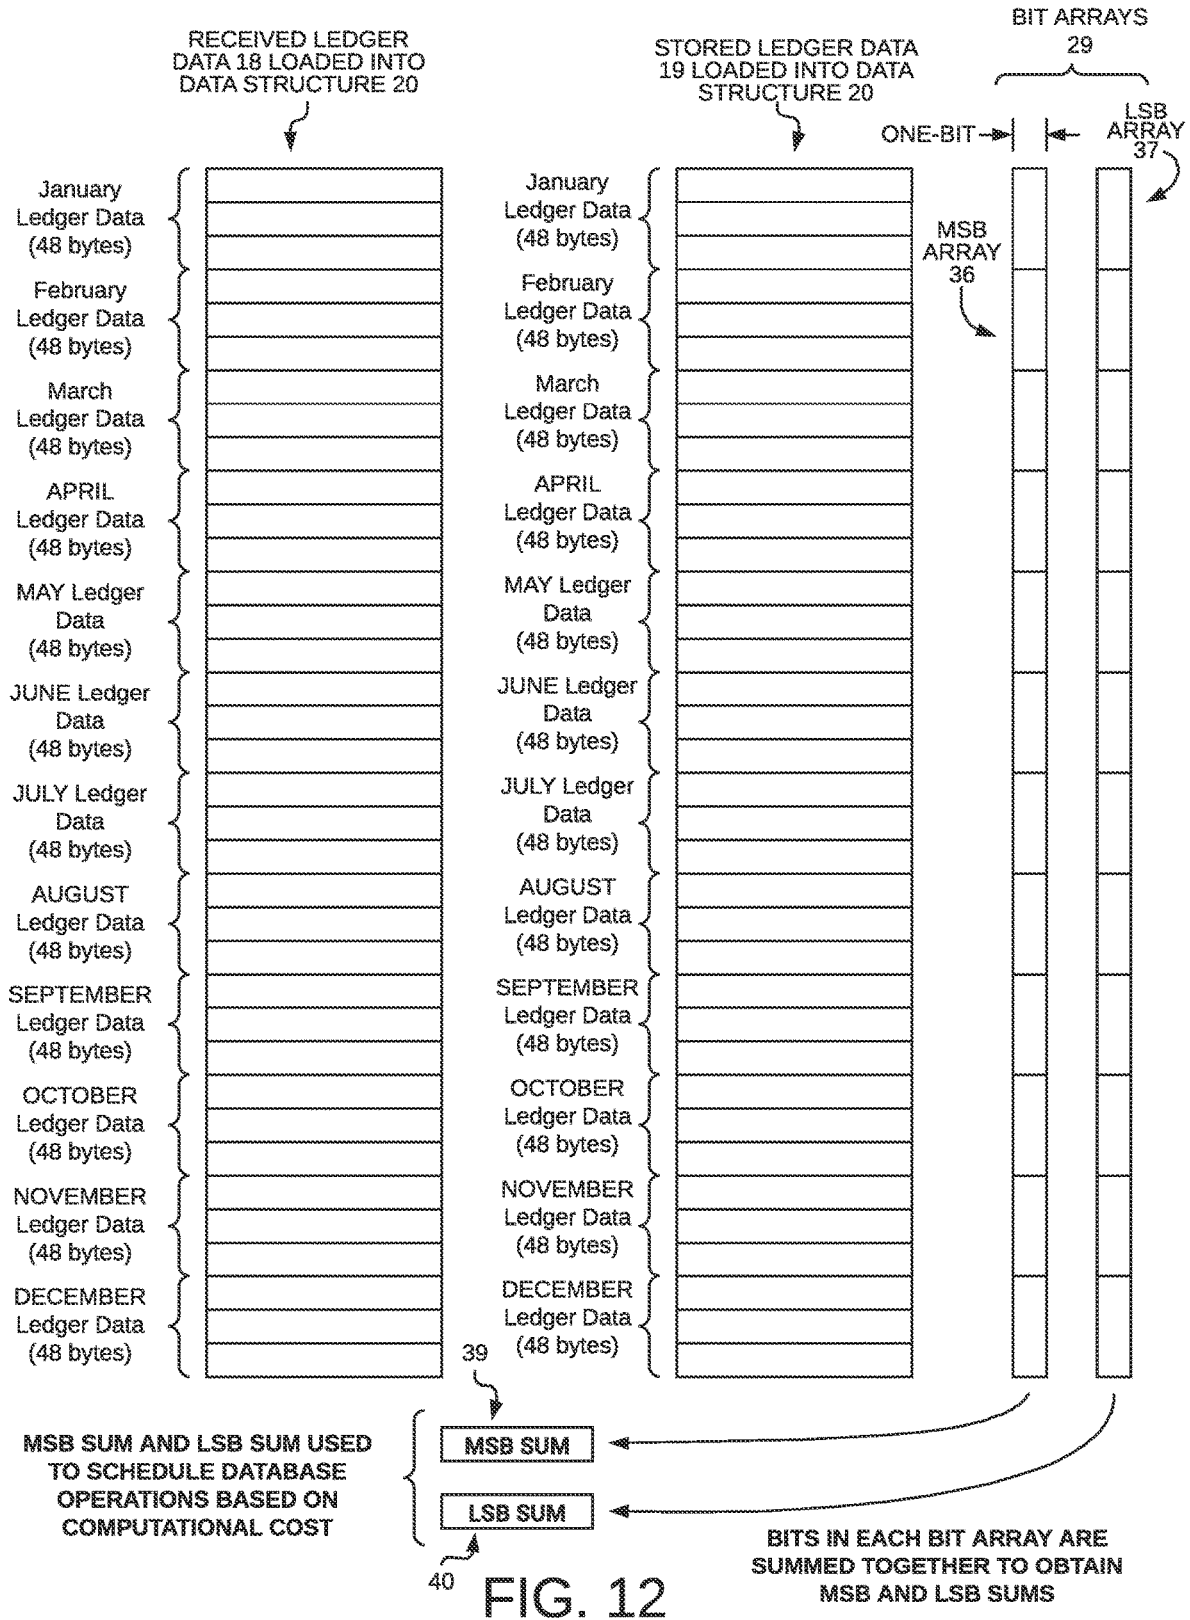 RECEIVED LEDGER
DATA 18 LOADED INTO
DATA STRUCTURE 20
STORED LEDGER DATA
19 LOADED INTO DATA
STRUCTURE 20
BIT ARRAYS
29
ONE-BIT
LSB
ARRAY
37
MSB
ARRAY
36
January
Ledger Data
(48 bytes)
February
Ledger Data
(48 bytes)
March
Ledger Data
(48 bytes)
APRIL
Ledger Data
(48 bytes)
MAY Ledger
Data
(48 bytes)
JUNE Ledger
Data
(48 bytes)
JULY Ledger
Data
(48 bytes)
AUGUST
Ledger Data
(48 bytes)
SEPTEMBER
Ledger Data
(48 bytes)
OCTOBER
Ledger Data
(48 bytes)
NOVEMBER
Ledger Data
(48 bytes)
DECEMBER
Ledger Data
(48 bytes)
January
Ledger Data
(48 bytes)
February
Ledger Data
(48 bytes)
March
Ledger Data
(48 bytes)
APRIL
Ledger Data
(48 bytes)
MAY Ledger
Data
(48 bytes)
JUNE Ledger
Data
(48 bytes)
JULY Ledger
Data
(48 bytes)
AUGUST
Ledger Data
(48 bytes)
SEPTEMBER
Ledger Data
(48 bytes)
OCTOBER
Ledger Data
(48 bytes)
NOVEMBER
Ledger Data
(48 bytes)
DECEMBER
Ledger Data
(48 bytes)
39
MSB SUM AND LSB SUM USED
TO SCHEDULE DATABASE
OPERATIONS BASED ON
COMPUTATIONAL COST
MSB SUM
LSB SUM
40
BITS IN EACH BIT ARRAY ARE
SUMMED TOGETHER TO OBTAIN
MSB AND LSB SUMS
FIG. 12